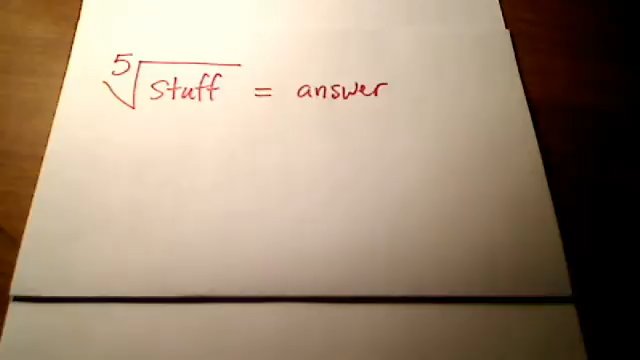 ⁵√stuff = answer